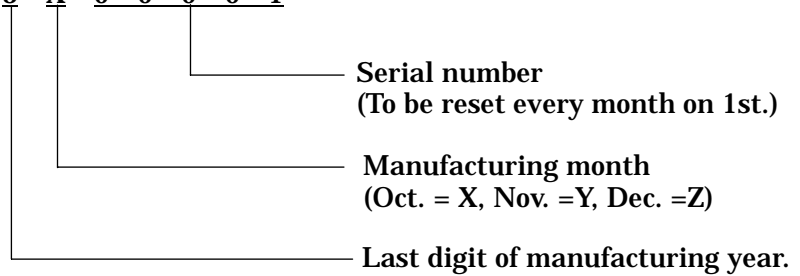 Serial number
(To be reset every month on 1st.)
Manufacturing month
(Oct. = X, Nov. =Y, Dec. =Z)
Last digit of manufacturing year.